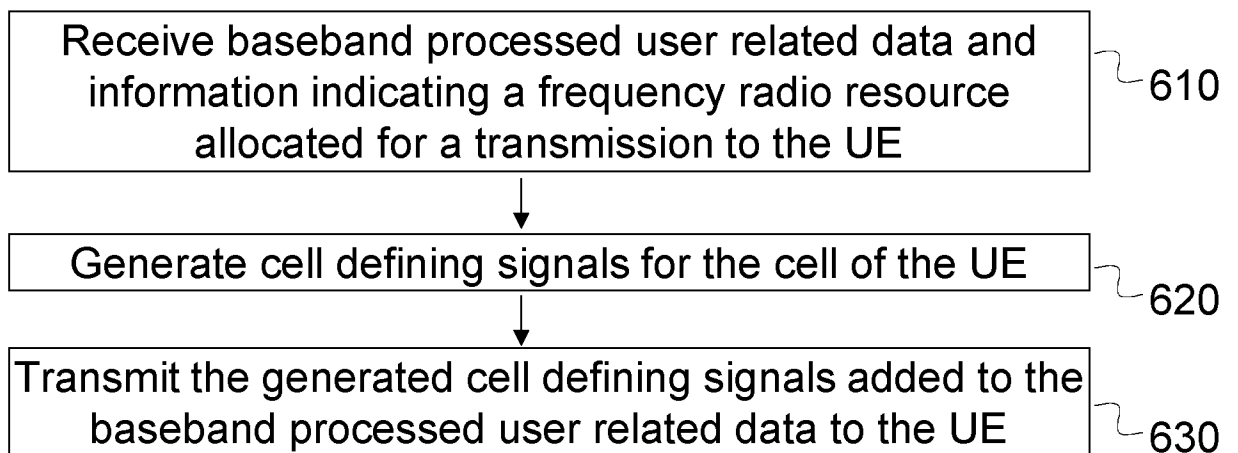 Receive baseband processed user related data and
information indicating a frequency radio resource
allocated for a transmission to the UE
610
Generate cell defining signals for the cell of the UE
620
Transmit the generated cell defining signals added to the
baseband processed user related data to the UE
630